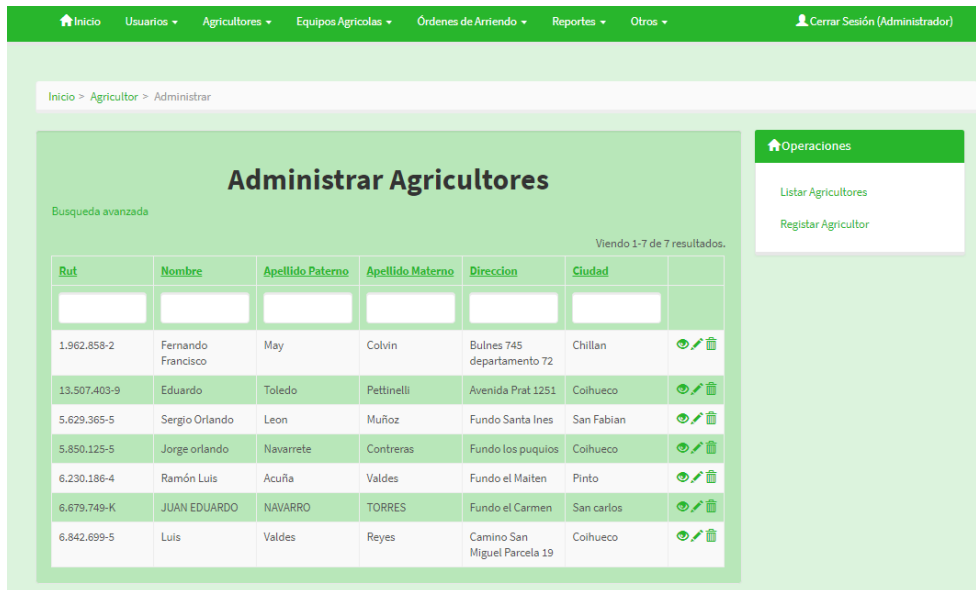 Inicio Usuarios Agricultores Equipos Agricolas Órdenes de Arriendo Reportes Otros Cerrar Sesión (Administrador)
Inicio > Agricultor > Administrar
Administrar Agricultores
Busqueda avanzada
Viendo 1-7 de 7 resultados.
Rut Nombre Apellido Paterno Apellido Materno Direccion Ciudad
1.962.858-2 Fernando Francisco May Colvin Bulnes 745 departamento 72 Chillan
13.507.403-9 Eduardo Toledo Pettinelli Avenida Prat 1251 Coihueco
5.629.365-5 Sergio Orlando Leon Muñoz Fundo Santa Ines San Fabian
5.850.125-5 Jorge orlando Navarrete Contreras Fundo los puquios Coihueco
6.230.186-4 Ramón Luis Acuña Valdes Fundo el Maiten Pinto
6.679.749-K JUAN EDUARDO NAVARRO TORRES Fundo el Carmen San carlos
6.842.699-5 Luis Valdes Reyes Camino San Miguel Parcela 19 Coihueco
Operaciones
Listar Agricultores
Registar Agricultor